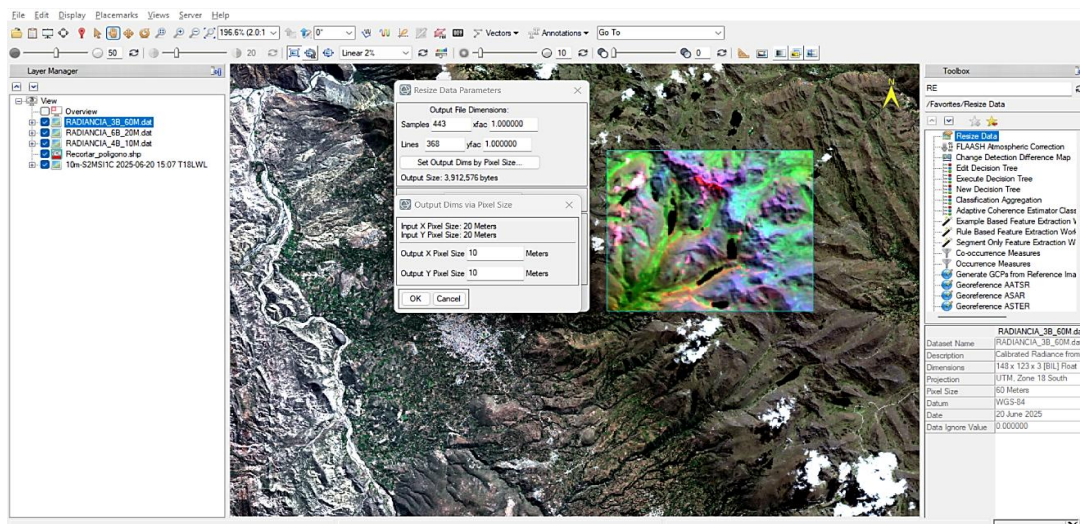 File Edit Display Placemarks Views Server Help
196.6% (2.0:1 0° Vectors Annotations Go To
50 20 Linear 2% 10 0
Layer Manager
View
Overview
RADIANCIA_3B_60M.dat
RADIANCIA_6B_20M.dat
RADIANCIA_4B_10M.dat
Recortar_poligono.shp
10m-S2MSI1C 2025-06-20 15:07 T18LWL
Resize Data Parameters
Output File Dimensions:
Samples 443 xfac 1.000000
Lines 368 yfac 1.000000
Set Output Dims by Pixel Size...
Output Size: 3,912,576 bytes
Output Dims via Pixel Size
Input X Pixel Size: 20 Meters
Input Y Pixel Size: 20 Meters
Output X Pixel Size 10 Meters
Output Y Pixel Size 10 Meters
OK Cancel
N
Toolbox
RE
/Favorites/Resize Data
Resize Data
FLAASH Atmospheric Correction
Change Detection Difference Map
Edit Decision Tree
Execute Decision Tree
New Decision Tree
Classification Aggregation
Adaptive Coherence Estimator Class
Example Based Feature Extraction W
Rule Based Feature Extraction Work
Segment Only Feature Extraction W
Co-occurrence Measures
Occurrence Measures
Generate GCPs from Reference Ima
Georeference AATSR
Georeference ASAR
Georeference ASTER
RADIANCIA_3B_60M.da
Dataset Name RADIANCIA_3B_60M.da
Description Calibrated Radiance from
Dimensions 148 x 123 x 3 [BIL] Float
Projection UTM, Zone 18 South
Pixel Size 60 Meters
Datum WGS-84
Date 20 June 2025
Data Ignore Value 0.000000